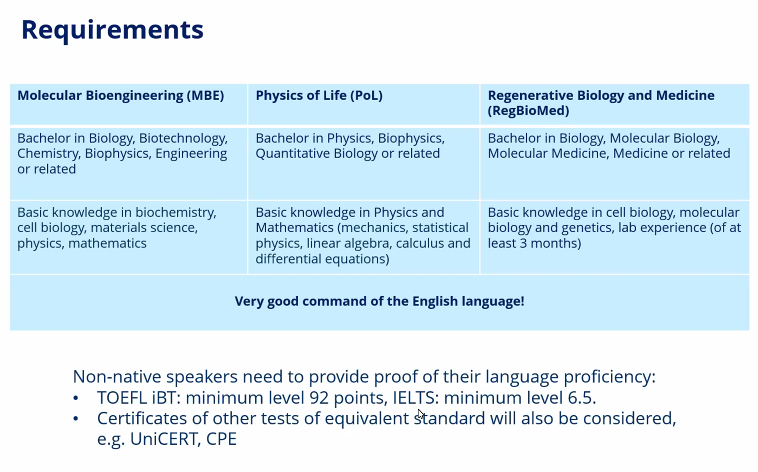 Requirements
Molecular Bioengineering (MBE)
Physics of Life (PoL)
Regenerative Biology and Medicine
(RegBioMed)
Bachelor in Biology, Biotechnology,
Chemistry, Biophysics, Engineering
or related
Bachelor in Physics, Biophysics,
Quantitative Biology or related
Bachelor in Biology, Molecular Biology,
Molecular Medicine, Medicine or related
Basic knowledge in biochemistry,
cell biology, materials science,
physics, mathematics
Basic knowledge in Physics and
Mathematics (mechanics, statistical
physics, linear algebra, calculus and
differential equations)
Basic knowledge in cell biology, molecular
biology and genetics, lab experience (of at
least 3 months)
Very good command of the English language!
Non-native speakers need to provide proof of their language proficiency:
• TOEFL iBT: minimum level 92 points, IELTS: minimum level 6.5.
• Certificates of other tests of equivalent standard will also be considered,
e.g. UniCERT, CPE